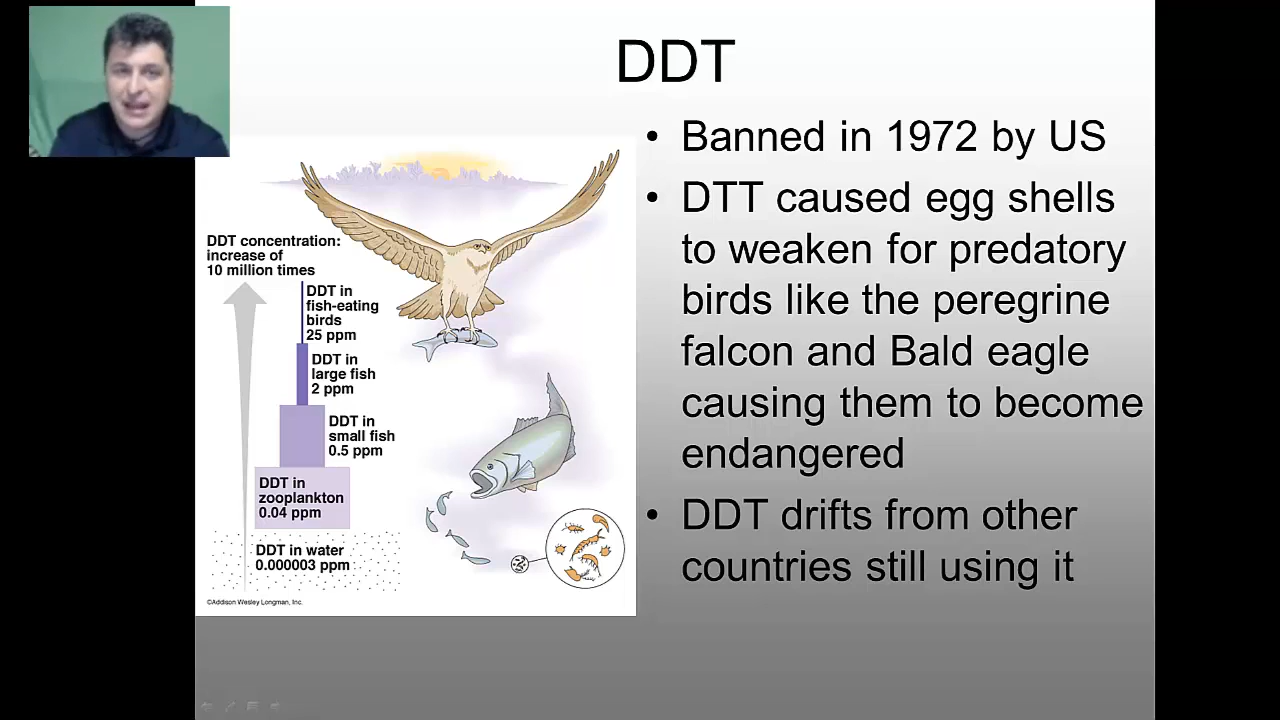 DDT
• Banned in 1972 by US
• DTT caused egg shells
to weaken for predatory
birds like the peregrine
falcon and Bald eagle
causing them to become
endangered
• DDT drifts from other
countries still using it
DDT concentration:
increase of
10 million times
DDT in
fish-eating
birds
25 ppm
DDT in
large fish
2 ppm
DDT in
small fish
0.5 ppm
DDT in
zooplankton
0.04 ppm
DDT in water
0.000003 ppm
©Addison Wesley Longman, Inc.